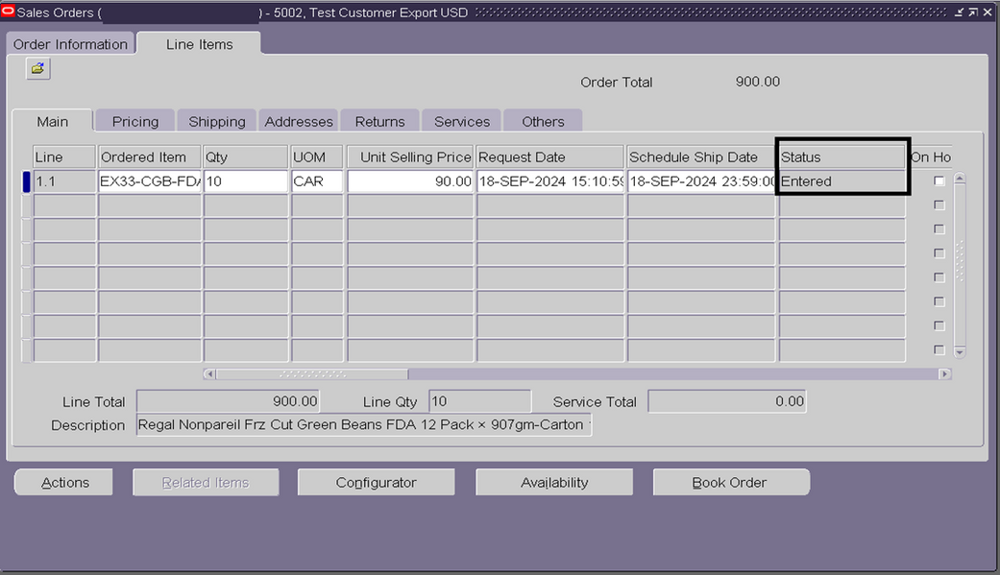 Sales Orders ( ) - 5002, Test Customer Export USD
Order Information Line Items
Order Total 900.00
Main Pricing Shipping Addresses Returns Services Others
Line Ordered Item Qty UOM Unit Selling Price Request Date Schedule Ship Date Status On Ho
1.1 EX33-CGB-FDA 10 CAR 90.00 18-SEP-2024 15:10:59 18-SEP-2024 23:59:00 Entered
Line Total 900.00 Line Qty 10 Service Total 0.00
Description Regal Nonpareil Frz Cut Green Beans FDA 12 Pack × 907gm-Carton
Actions Related Items Configurator Availability Book Order